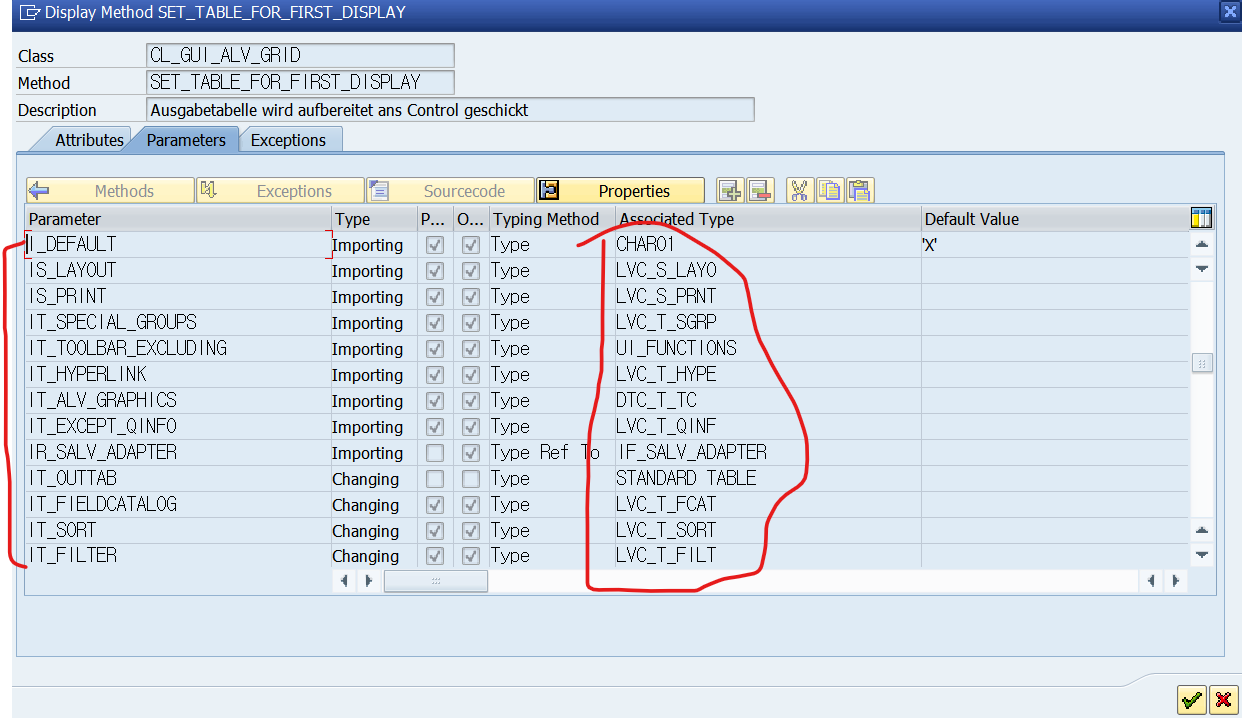 Display Method SET_TABLE_FOR_FIRST_DISPLAY
Class CL_GUI_ALV_GRID
Method SET_TABLE_FOR_FIRST_DISPLAY
Description Ausgabetabelle wird aufbereitet ans Control geschickt
Attributes Parameters Exceptions
Methods Exceptions Sourcecode Properties
Parameter Type P... O... Typing Method Associated Type Default Value
I_DEFAULT Importing Type CHAR01 'X'
IS_LAYOUT Importing Type LVC_S_LAYO
IS_PRINT Importing Type LVC_S_PRNT
IT_SPECIAL_GROUPS Importing Type LVC_T_SGRP
IT_TOOLBAR_EXCLUDING Importing Type UI_FUNCTIONS
IT_HYPERLINK Importing Type LVC_T_HYPE
IT_ALV_GRAPHICS Importing Type DTC_T_TC
IT_EXCEPT_QINFO Importing Type LVC_T_QINF
IR_SALV_ADAPTER Importing Type Ref To IF_SALV_ADAPTER
IT_OUTTAB Changing Type STANDARD TABLE
IT_FIELDCATALOG Changing Type LVC_T_FCAT
IT_SORT Changing Type LVC_T_SORT
IT_FILTER Changing Type LVC_T_FILT